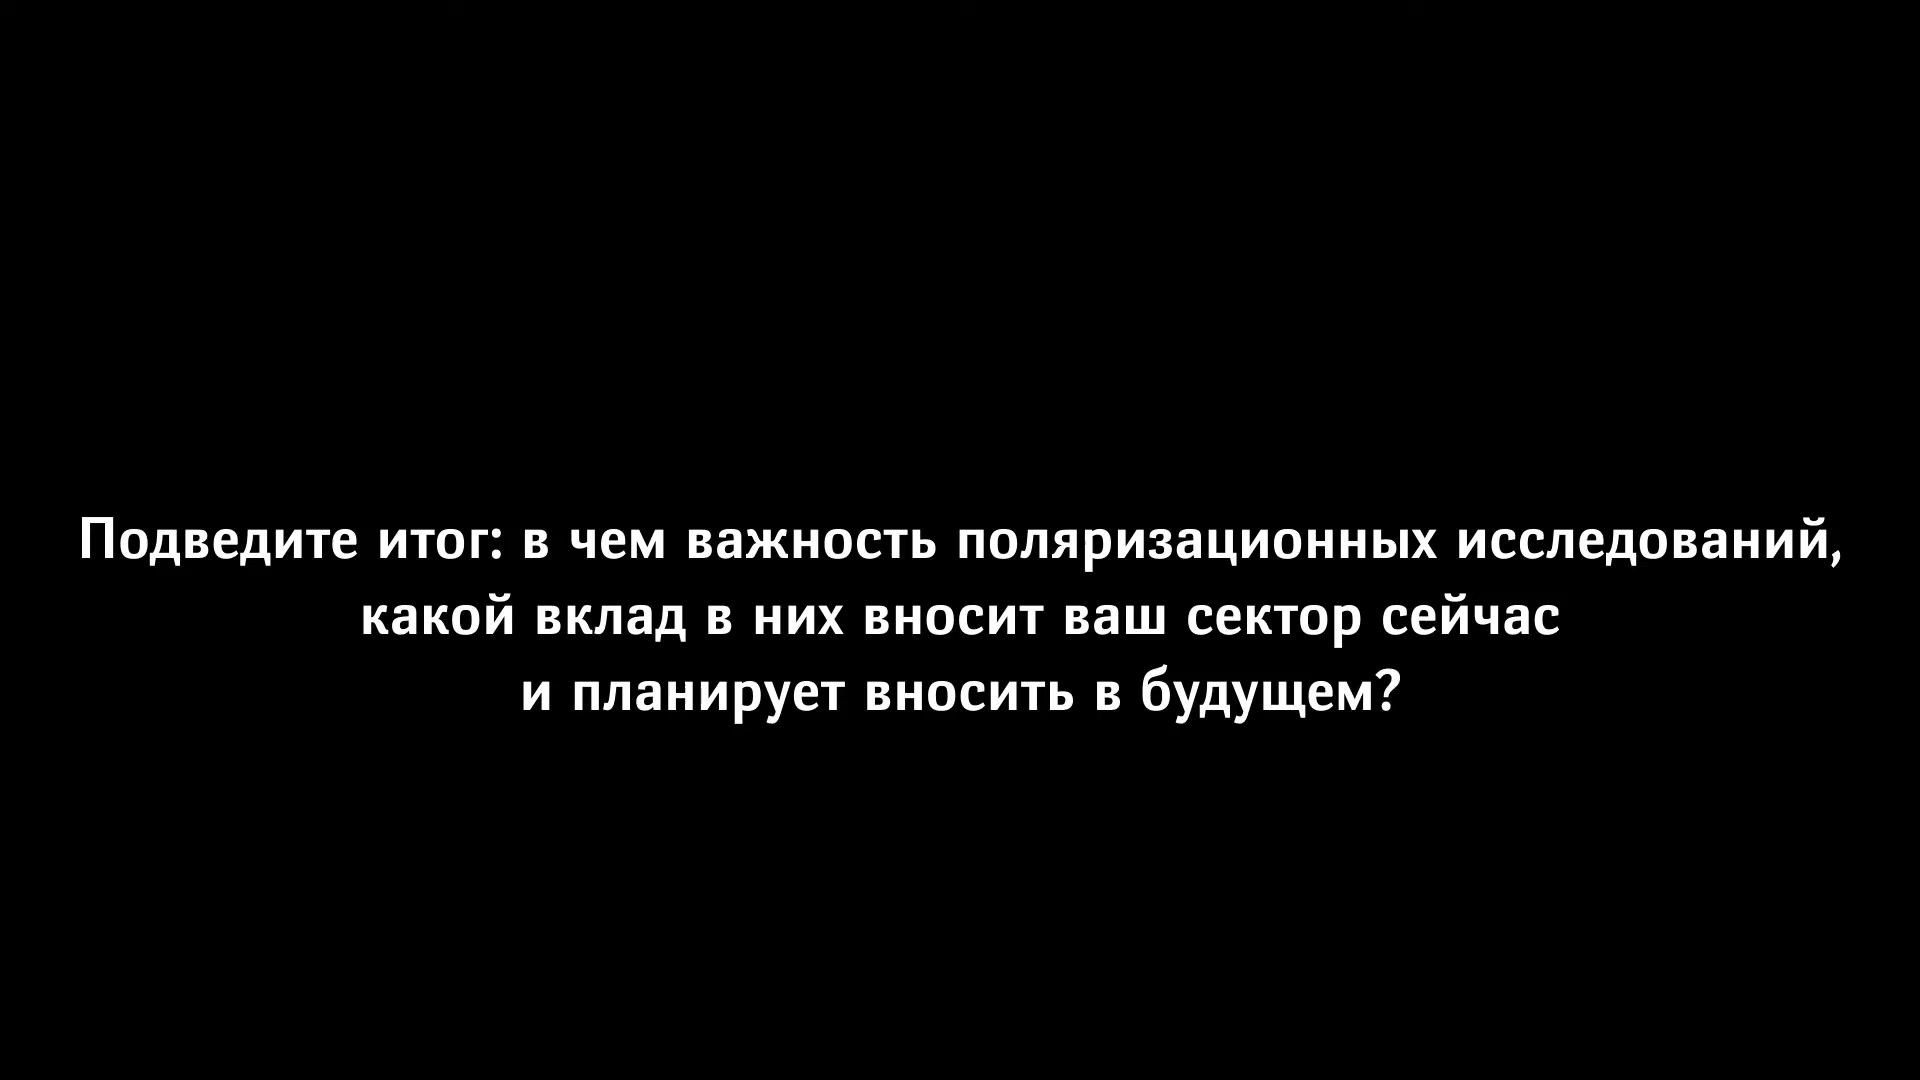 Подведите итог: в чем важность поляризационных исследований,
какой вклад в них вносит ваш сектор сейчас
и планирует вносить в будущем?